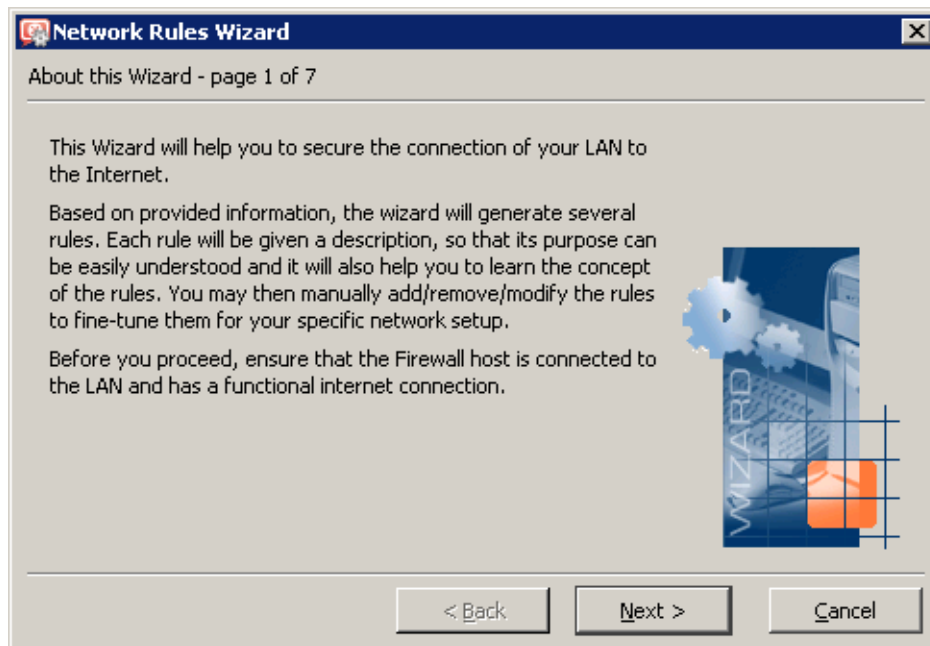 Network Rules Wizard
About this Wizard - page 1 of 7
This Wizard will help you to secure the connection of your LAN to
the Internet.
Based on provided information, the wizard will generate several
rules. Each rule will be given a description, so that its purpose can
be easily understood and it will also help you to learn the concept
of the rules. You may then manually add/remove/modify the rules
to fine-tune them for your specific network setup.
Before you proceed, ensure that the Firewall host is connected to
the LAN and has a functional internet connection.
WIZARD
< Back
Next >
Cancel